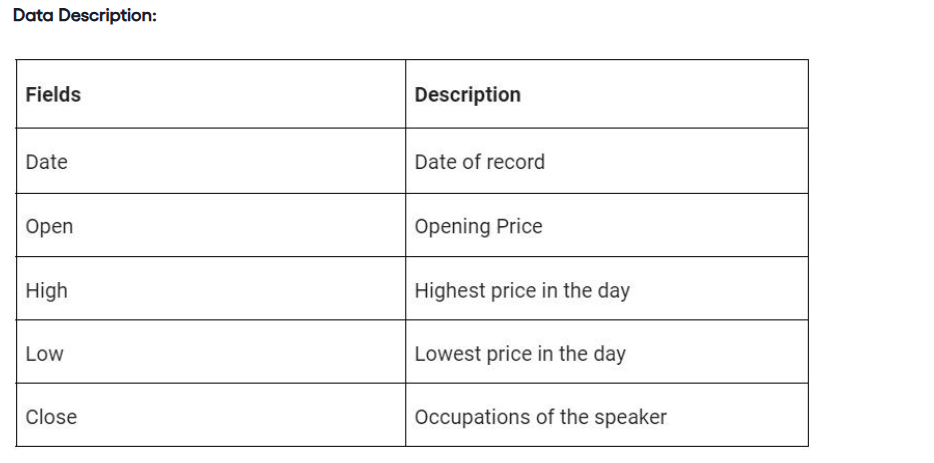 Data Description:
Fields Description
Date Date of record
Open Opening Price
High Highest price in the day
Low Lowest price in the day
Close Occupations of the speaker